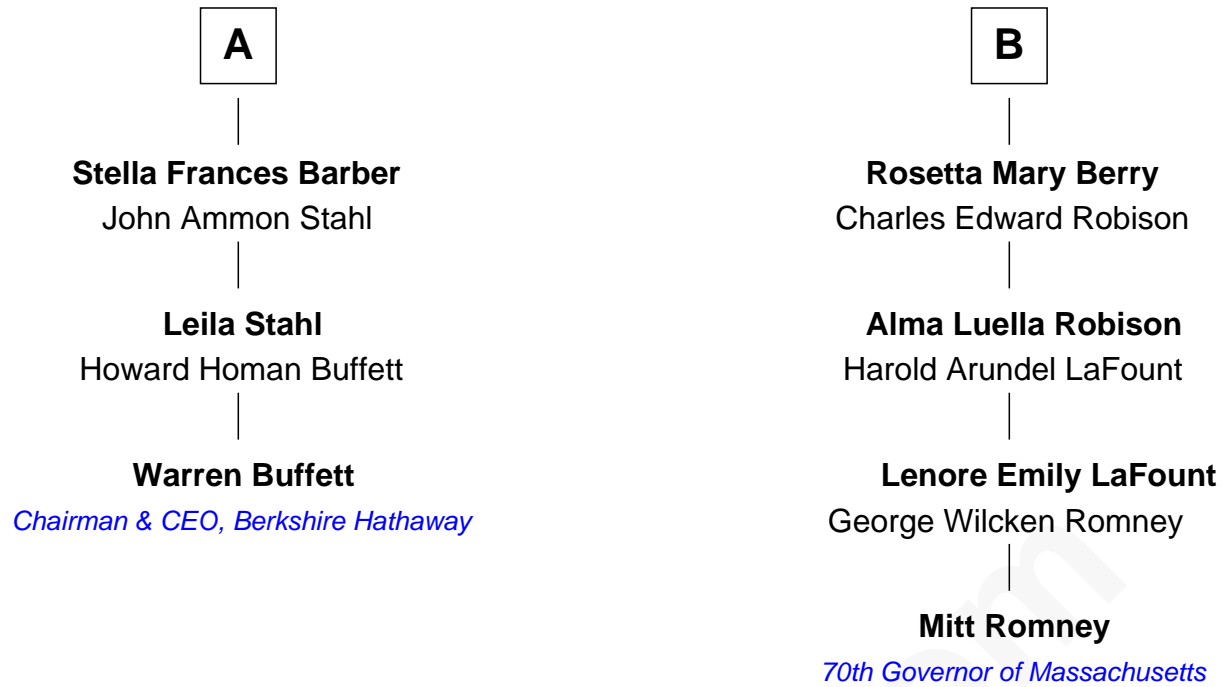 A
Stella Frances Barber
John Ammon Stahl
Leila Stahl
Howard Homan Buffett
Warren Buffett
Chairman & CEO, Berkshire Hathaway
B
Rosetta Mary Berry
Charles Edward Robison
Alma Luella Robison
Harold Arundel LaFount
Lenore Emily LaFount
George Wilcken Romney
Mitt Romney
70th Governor of Massachusetts